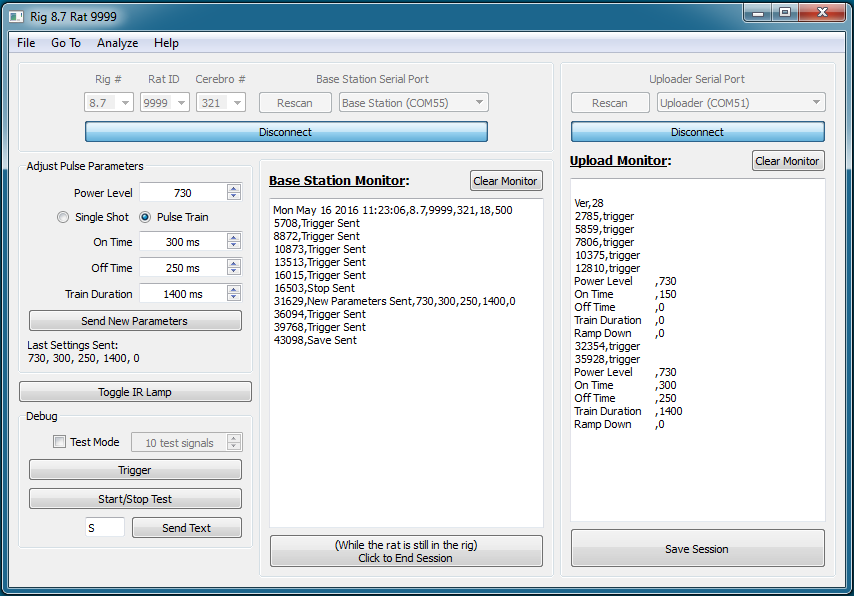 Rig 8.7 Rat 9999
File Go To Analyze Help
Rig # Rat ID Cerebro # Base Station Serial Port
8.7 9999 321 Rescan Base Station (COM55)
Disconnect
Uploader Serial Port
Rescan Uploader (COM51)
Disconnect
Adjust Pulse Parameters
Power Level 730
Single Shot Pulse Train
On Time 300 ms
Off Time 250 ms
Train Duration 1400 ms
Send New Parameters
Last Settings Sent:
730, 300, 250, 1400, 0
Toggle IR Lamp
Debug
Test Mode 10 test signals
Trigger
Start/Stop Test
S Send Text
Base Station Monitor: Clear Monitor
Mon May 16 2016 11:23:06,8.7,9999,321,18,500
5708,Trigger Sent
8872,Trigger Sent
10873,Trigger Sent
13513,Trigger Sent
16015,Trigger Sent
16503,Stop Sent
31629,New Parameters Sent,730,300,250,1400,0
36094,Trigger Sent
39768,Trigger Sent
43098,Save Sent
(While the rat is still in the rig)
Click to End Session
Upload Monitor: Clear Monitor
Ver,28
2785,trigger
5859,trigger
7806,trigger
10375,trigger
12810,trigger
Power Level ,730
On Time ,150
Off Time ,0
Train Duration ,0
Ramp Down ,0
32354,trigger
35928,trigger
Power Level ,730
On Time ,300
Off Time ,250
Train Duration ,1400
Ramp Down ,0
Save Session